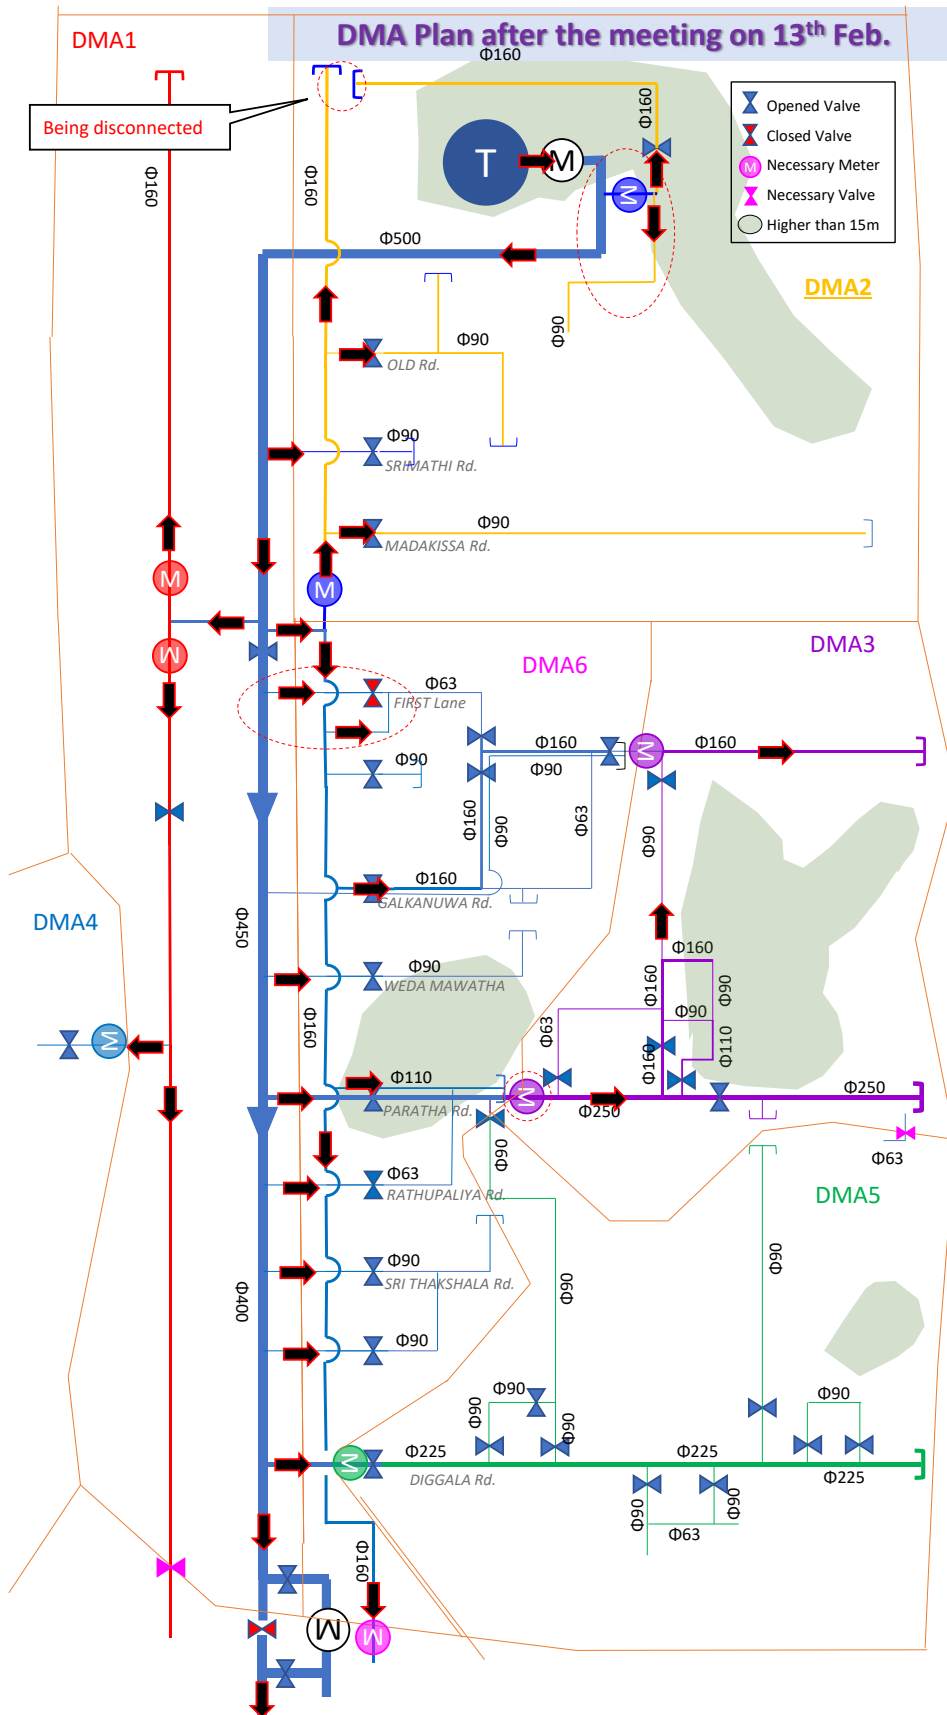 DMA Plan after the meeting on 13th Feb.
DMA1
Φ160
Being disconnected
Φ160
Φ160
Φ160
T
M
M
Opened Valve
Closed Valve
M
Necessary Meter
Necessary Valve
Higher than 15m
Φ500
DMA2
Φ90
Φ90
OLD Rd.
Φ90
SRIMATHI Rd.
Φ90
MADAKISSA Rd.
M
M
M
DMA6
DMA3
Φ63
FIRST Lane
Φ160
M
Φ160
Φ90
Φ90
Φ160
Φ90
Φ63
Φ90
Φ160
GALKANUWA Rd.
DMA4
Φ450
Φ160
Φ90
WEDA MAWATHA
Φ160
Φ90
Φ90
Φ160
Φ63
Φ110
M
Φ160
Φ110
PARATHA Rd.
M
Φ250
Φ250
Φ63
Φ90
Φ63
RATHUPALIYA Rd.
DMA5
Φ90
SRI THAKSHALA Rd.
Φ90
Φ90
Φ400
Φ90
Φ90
Φ90
Φ90
Φ90
M
Φ225
DIGGALA Rd.
Φ225
Φ225
Φ90
Φ90
Φ63
Φ160
M
M